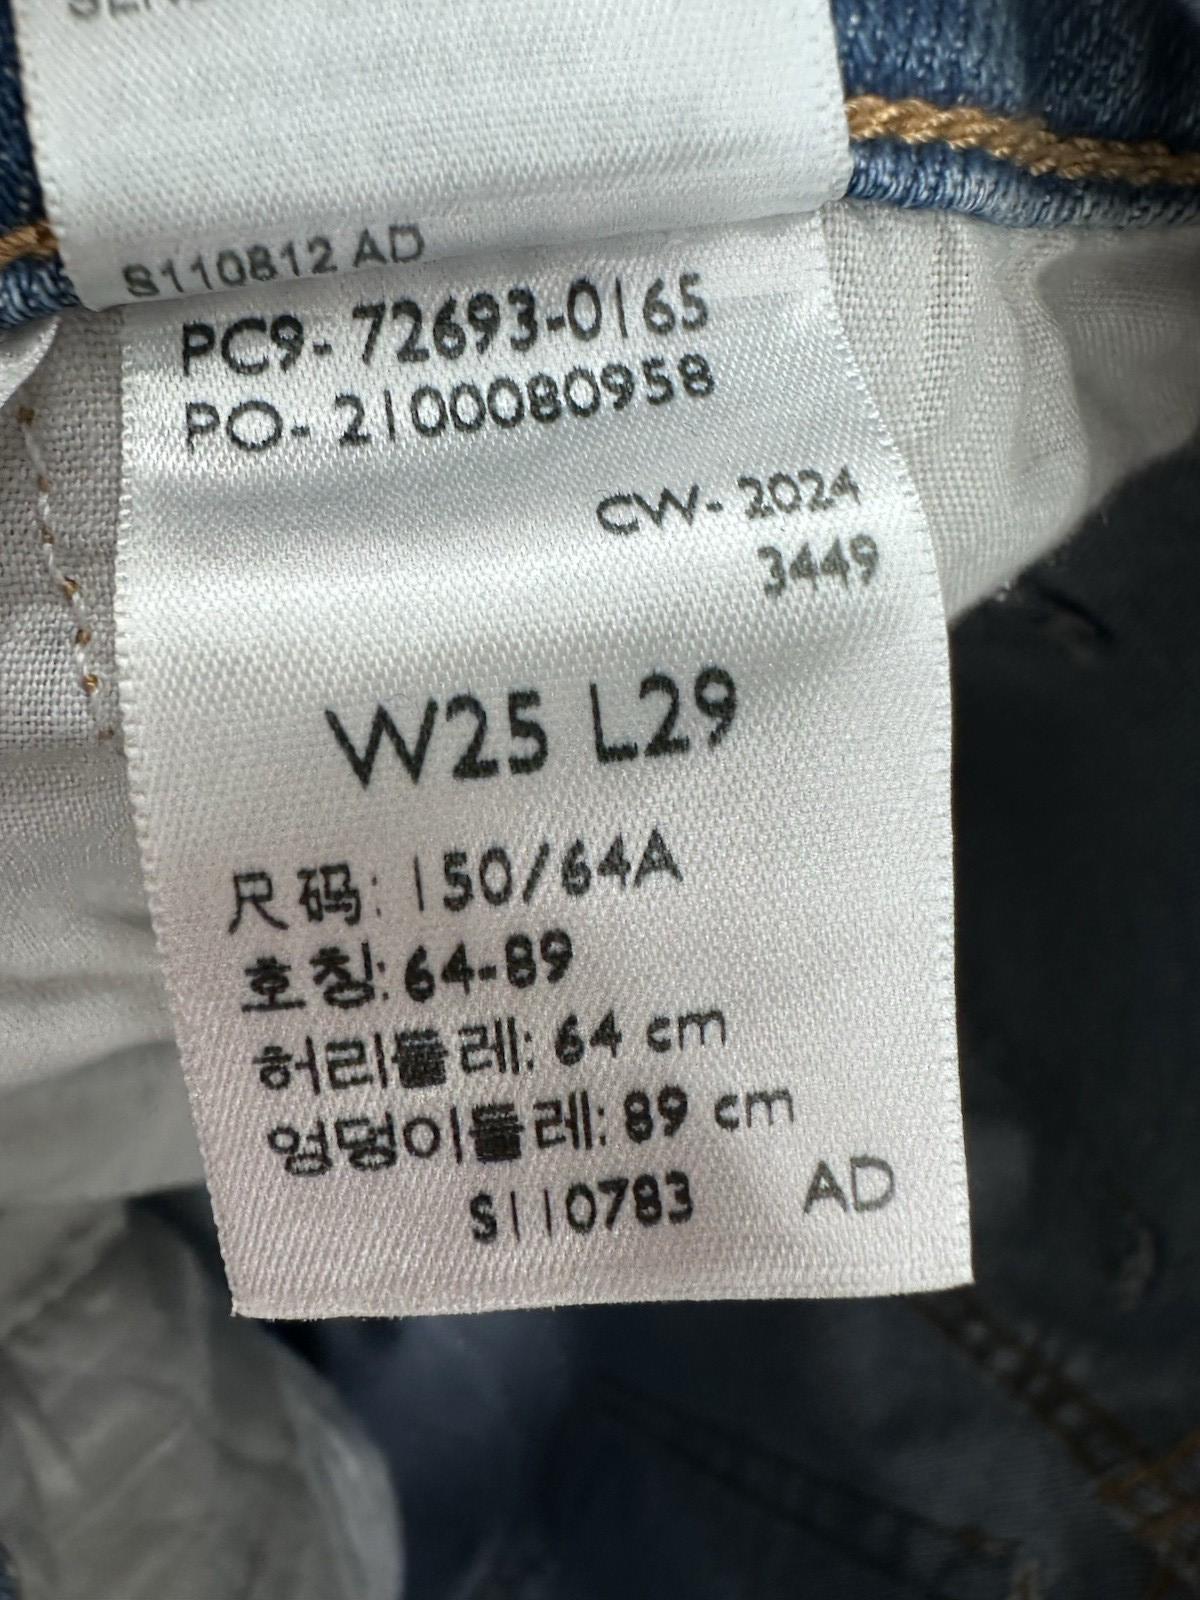 S110812 AD
PC9- 72693-0165
PO- 2100080958
CW- 2024
3449
W25 L29
尺码: 150/64A
호칭: 64-89
허리둘레: 64 cm
엉덩이둘레: 89 cm
S110783 AD